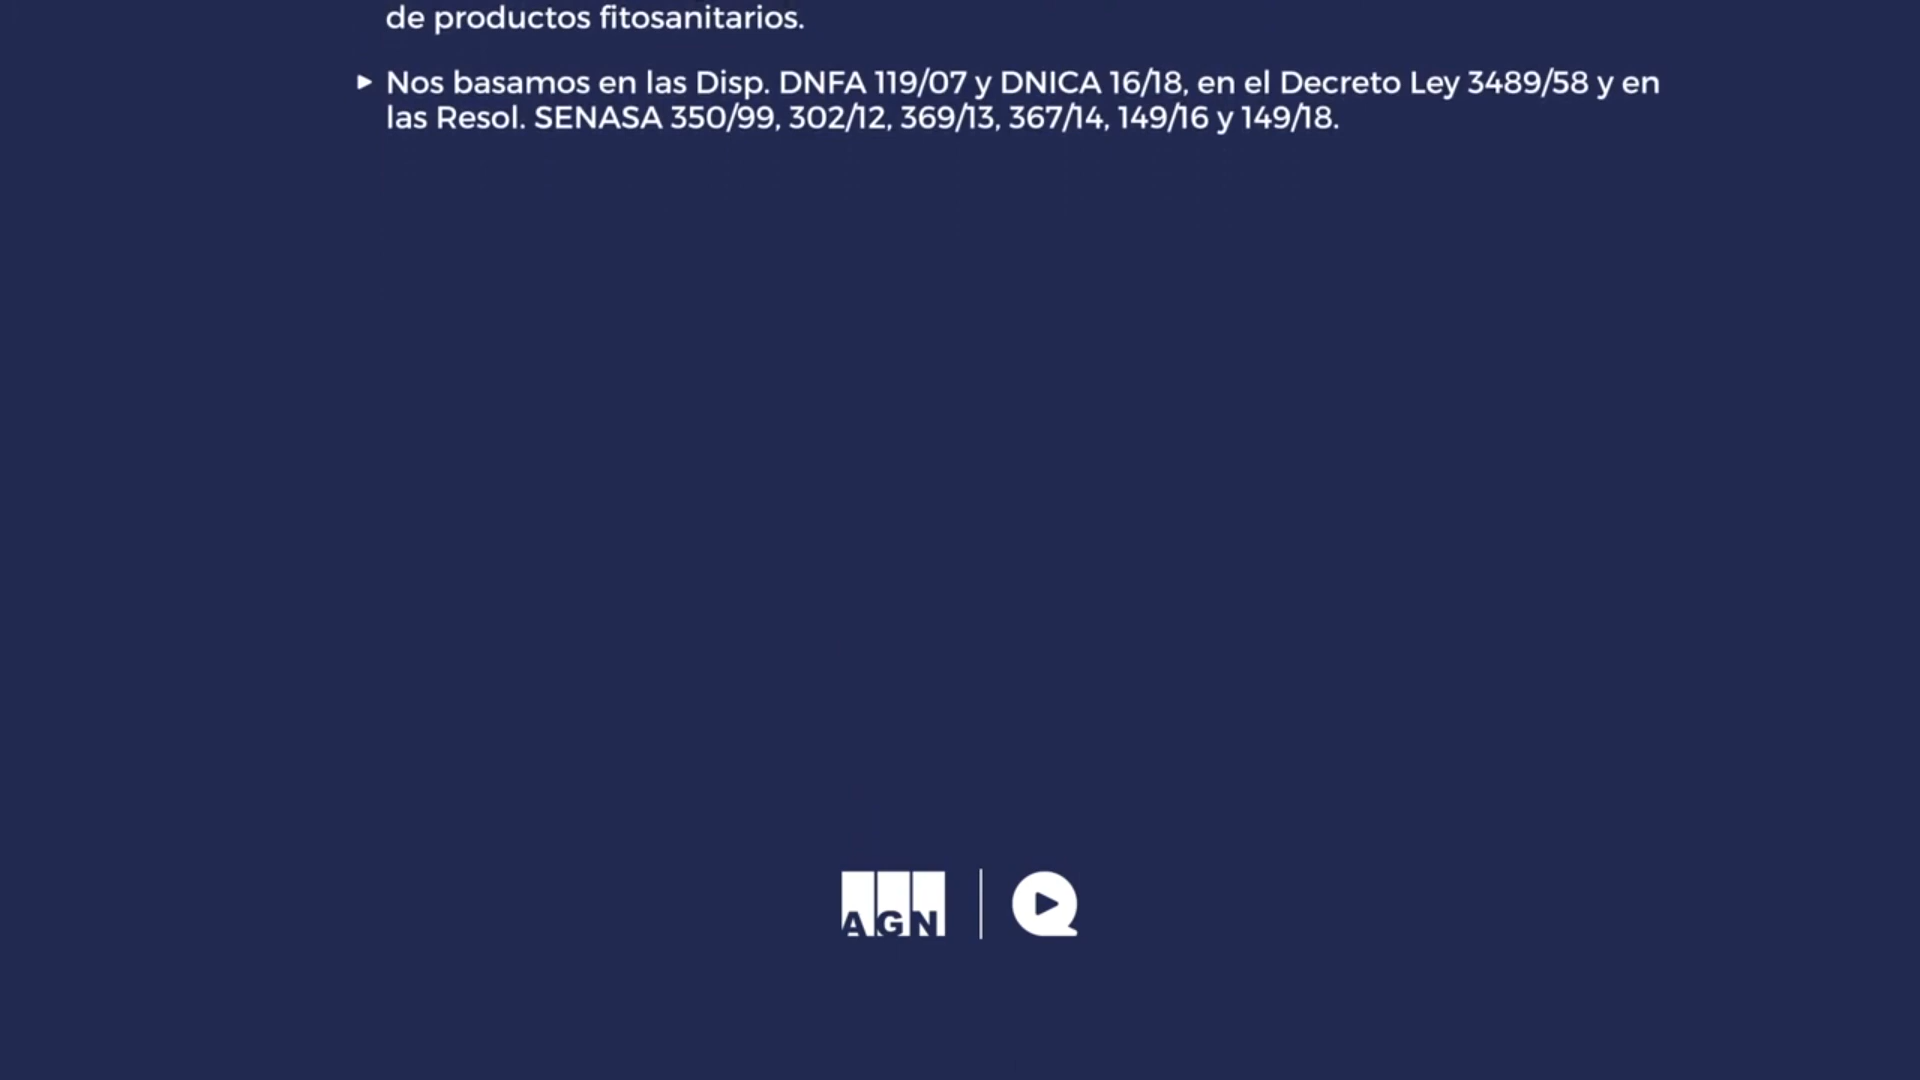 de productos fitosanitarios.
Nos basamos en las Disp. DNFA 119/07 y DNICA 16/18, en el Decreto Ley 3489/58 y en
las Resol. SENASA 350/99, 302/12, 369/13, 367/14, 149/16 y 149/18.
AGN